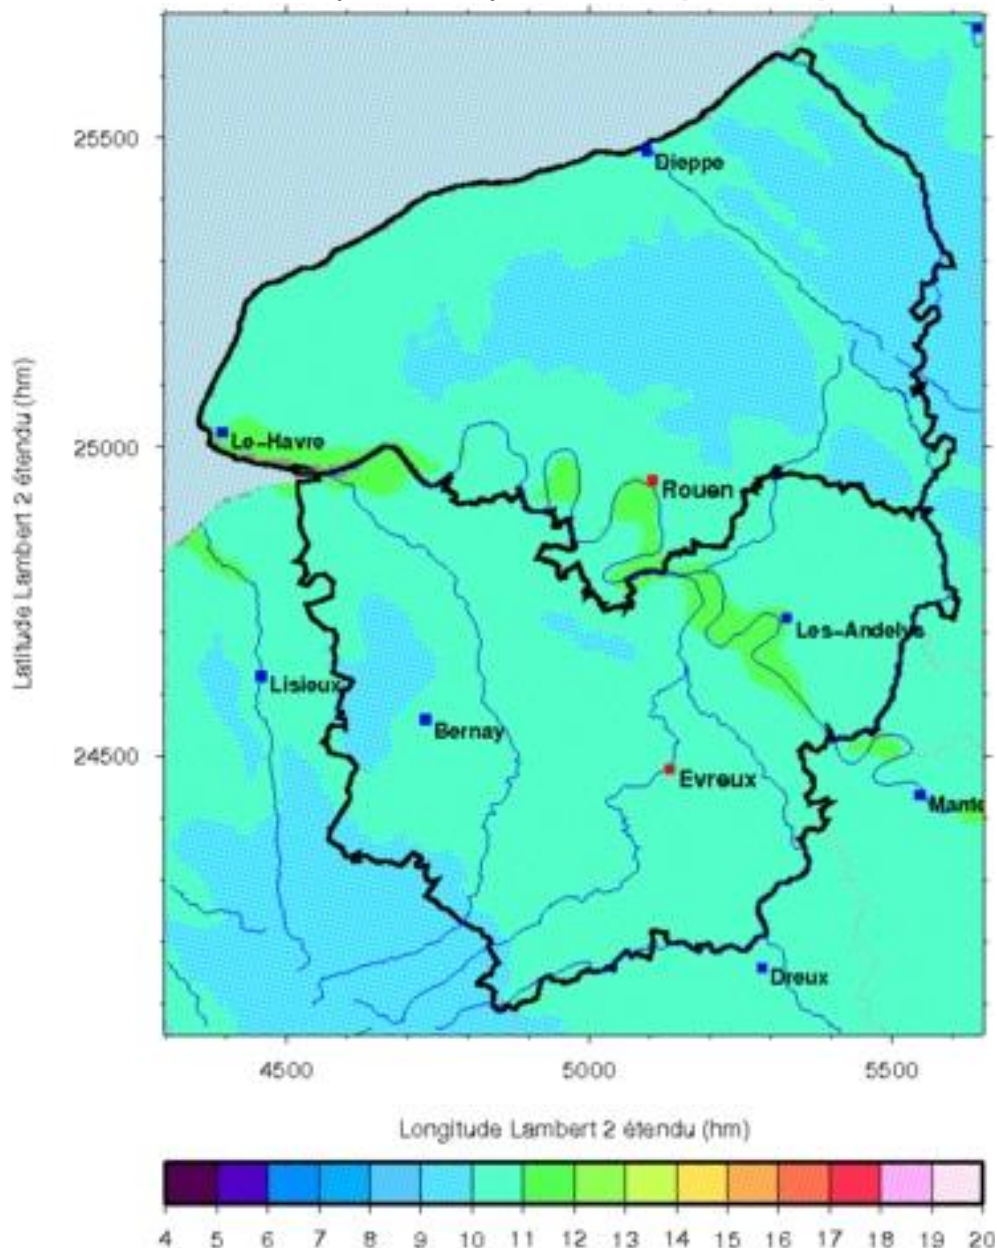 25500
Dieppe
25000
Le-Havre
Rouen
Les-Andelys
Lisieux
Bernay
24500
Evreux
Dreux
Latitude Lambert 2 étendu (hm)
4500 5000 5500
Longitude Lambert 2 étendu (hm)
4 5 6 7 8 9 10 11 12 13 14 15 16 17 18 19 20